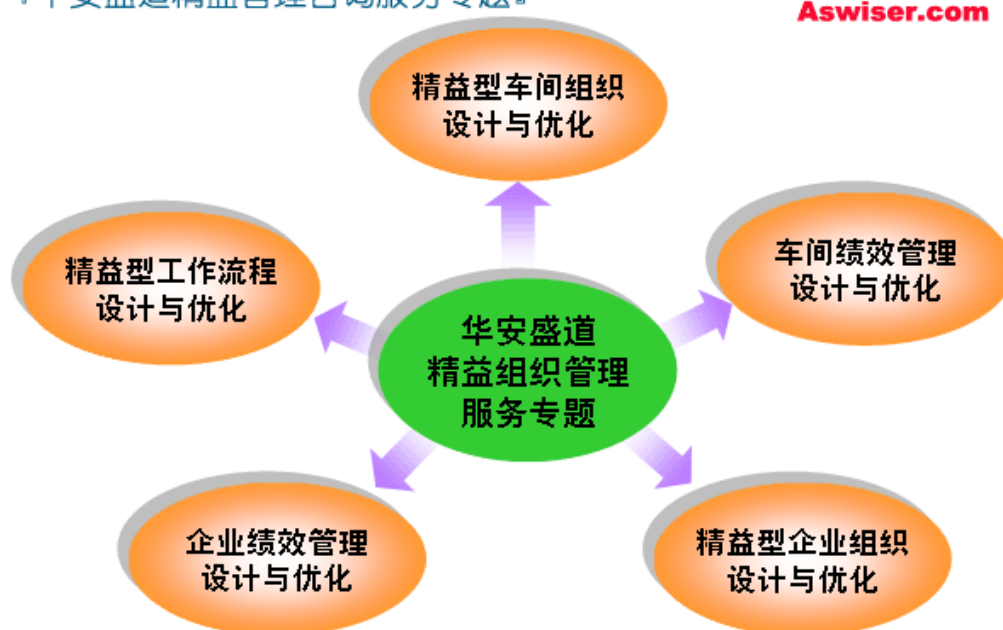 Aswiser.com
精益型车间组织
设计与优化
车间绩效管理
设计与优化
精益型工作流程
设计与优化
华安盛道
精益组织管理
服务专题
企业绩效管理
设计与优化
精益型企业组织
设计与优化